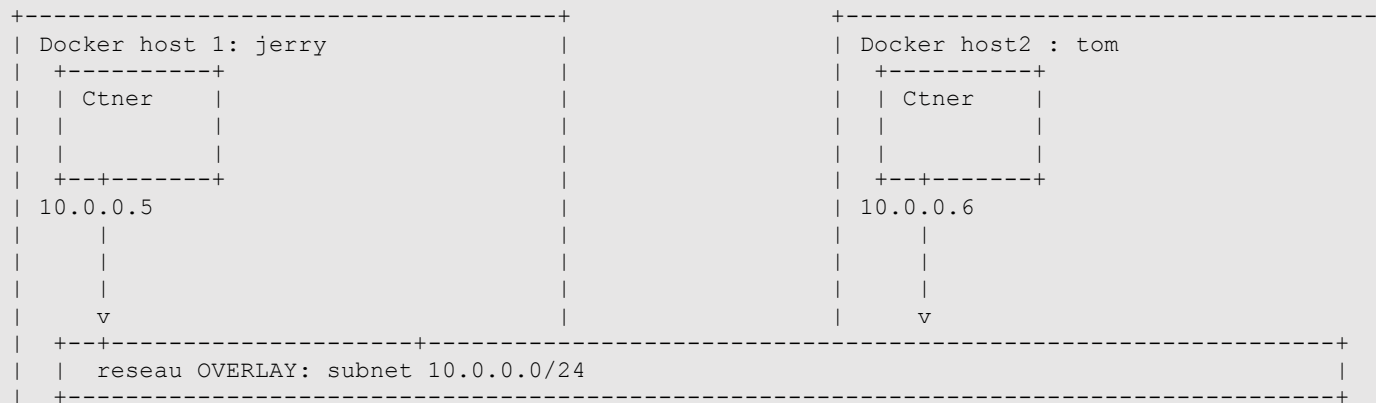 Docker host 1: jerry
Docker host2 : tom
Ctner
Ctner
10.0.0.5
10.0.0.6
v
v
reseau OVERLAY: subnet 10.0.0.0/24